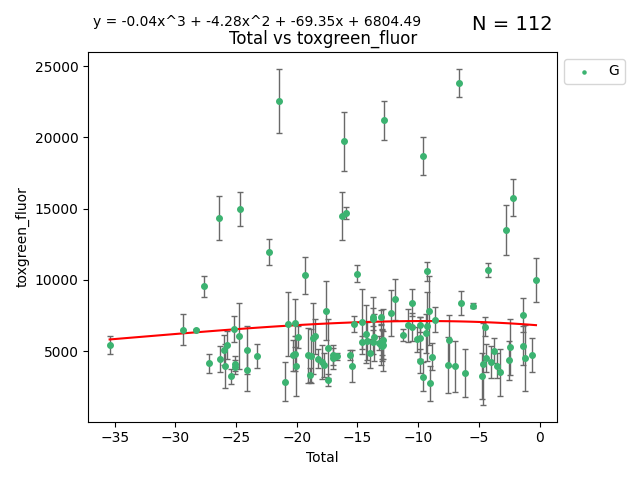 y = -0.04x^3 + -4.28x^2 + -69.35x + 6804.49
N = 112
Total vs toxgreen_fluor
G
25000
20000
15000
10000
5000
toxgreen_fluor
−35
−30
−25
−20
−15
−10
−5
0
Total